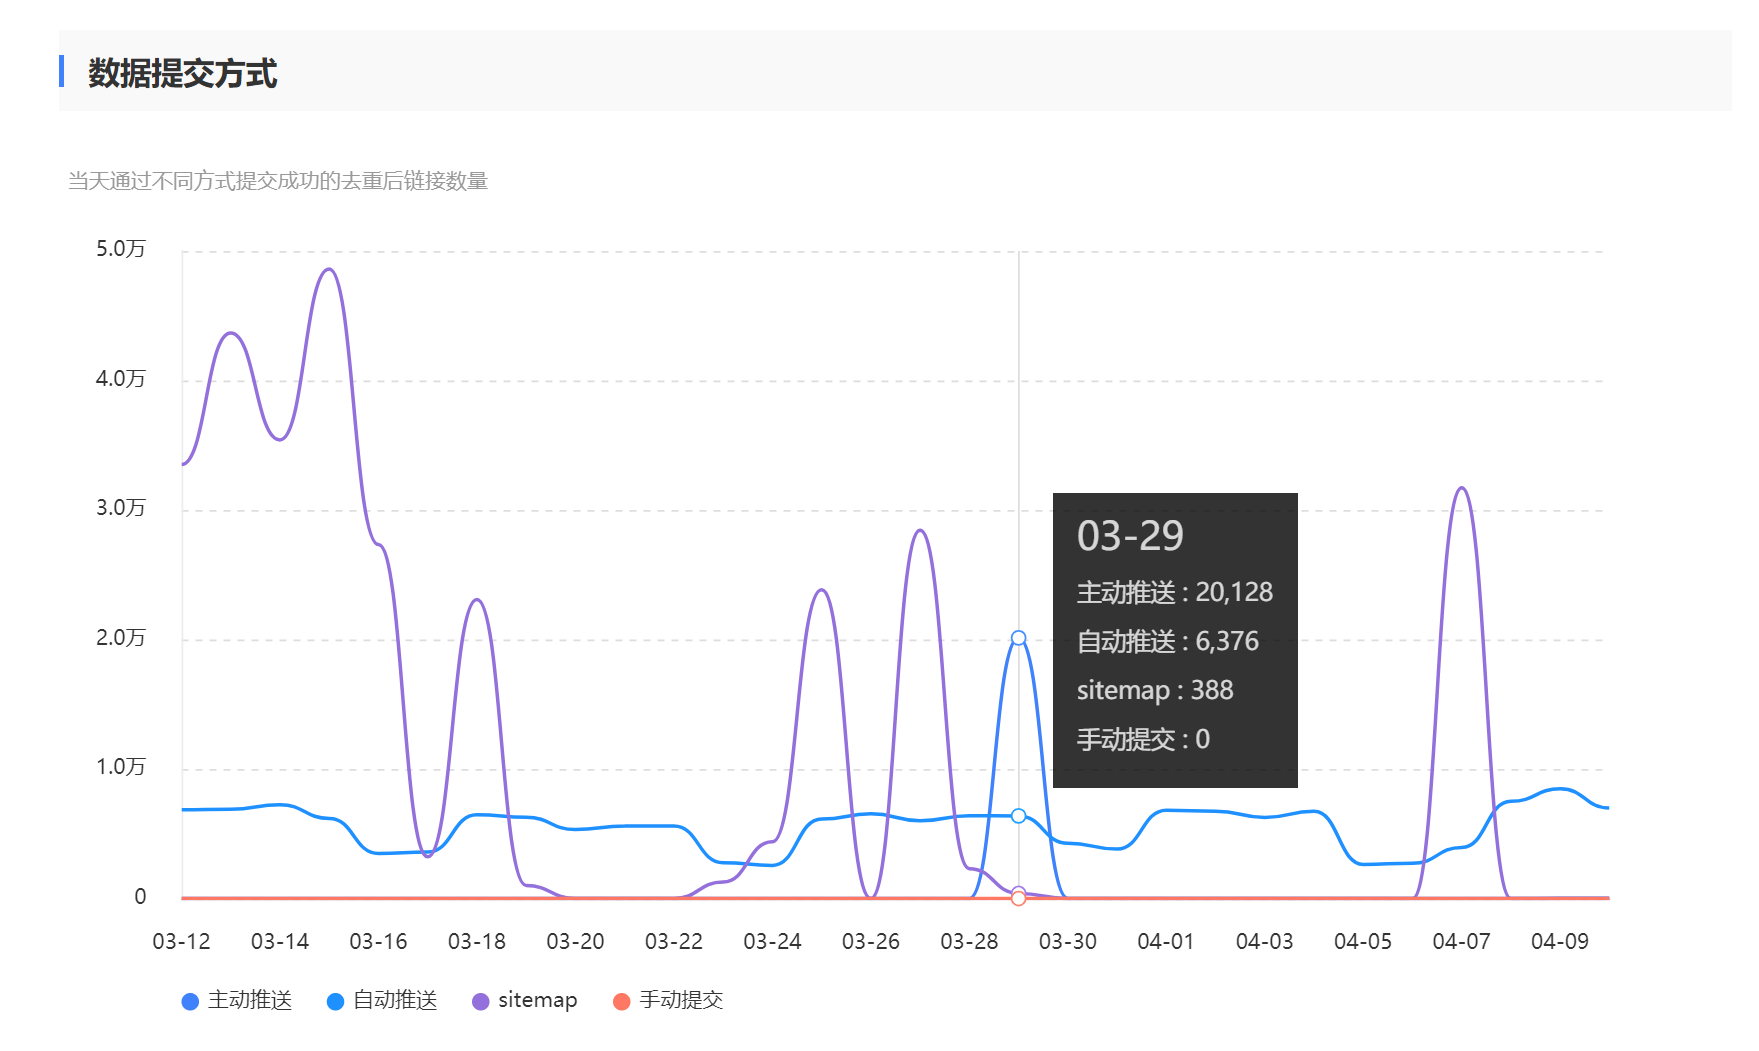 数据提交方式
当天通过不同方式提交成功的去重后链接数量
5.0万
4.0万
3.0万
2.0万
1.0万
0
03-29
主动推送 : 20,128
自动推送 : 6,376
sitemap : 388
手动提交 : 0
03-12 03-14 03-16 03-18 03-20 03-22 03-24 03-26 03-28 03-30 04-01 04-03 04-05 04-07 04-09
主动推送 自动推送 sitemap 手动提交